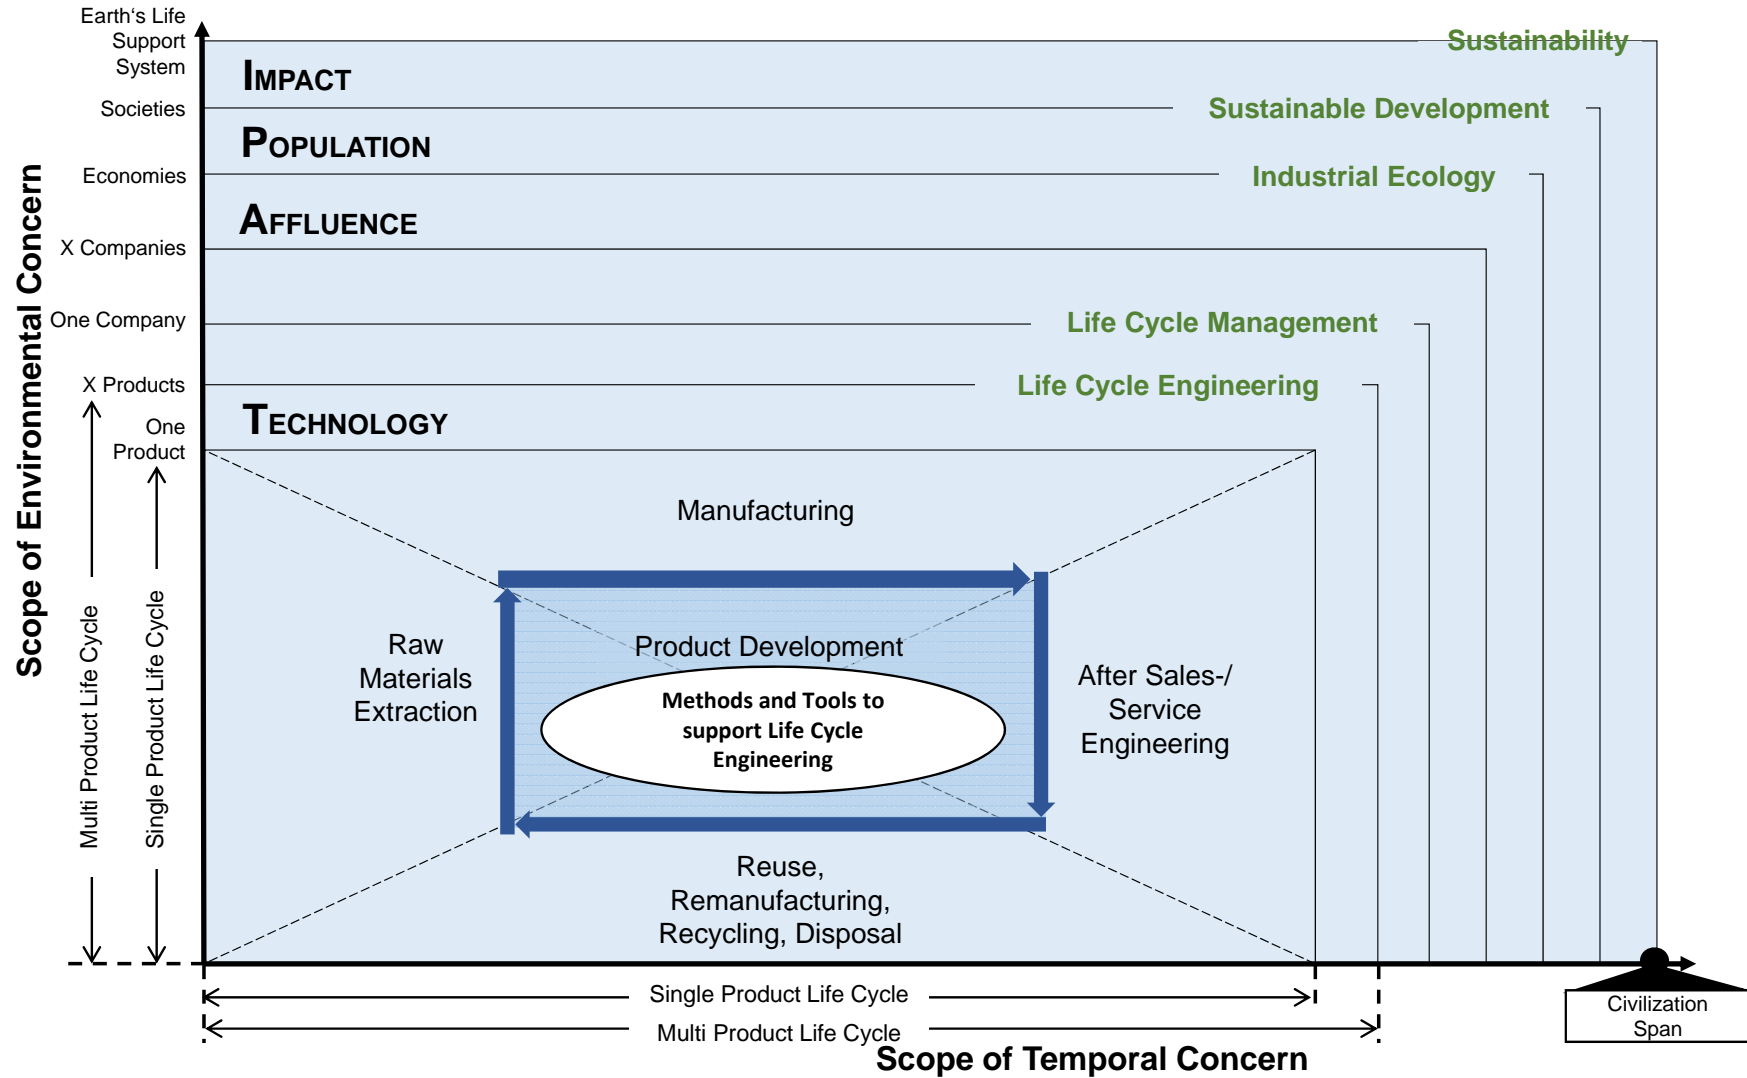 Earth‘s Life
Support
System
Sustainability
IMPACT
Societies
Sustainable Development
POPULATION
Economies
Industrial Ecology
AFFLUENCE
X Companies
One Company
Life Cycle Management
X Products
Life Cycle Engineering
TECHNOLOGY
One
Product
Scope of Environmental Concern
Multi Product Life Cycle
Single Product Life Cycle
Manufacturing
Raw
Materials
Extraction
Product Development
Methods and Tools to
support Life Cycle
Engineering
After Sales-/
Service
Engineering
Reuse,
Remanufacturing,
Recycling, Disposal
Single Product Life Cycle
Multi Product Life Cycle
Civilization
Span
Scope of Temporal Concern